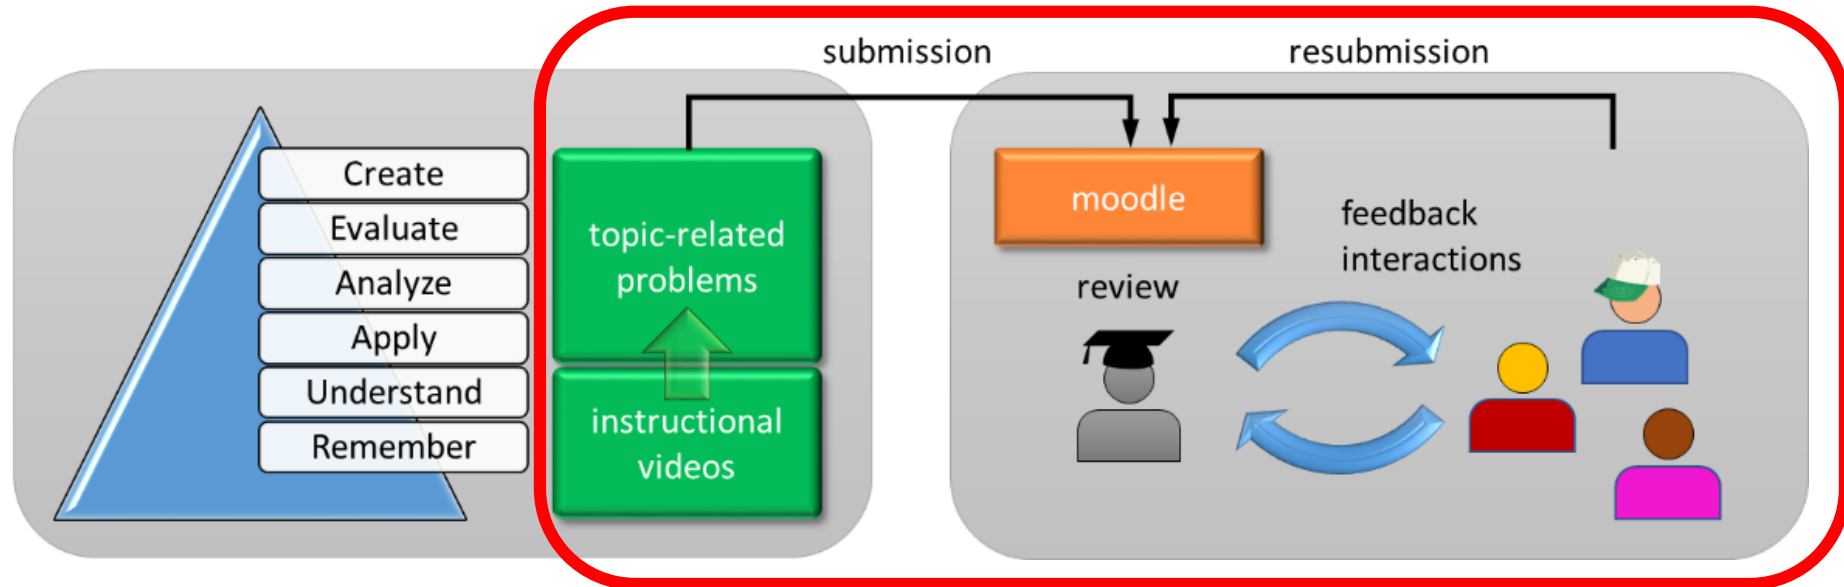 submission
resubmission
Create
Evaluate
Analyze
Apply
Understand
Remember
topic-related
problems
instructional
videos
moodle
review
feedback
interactions